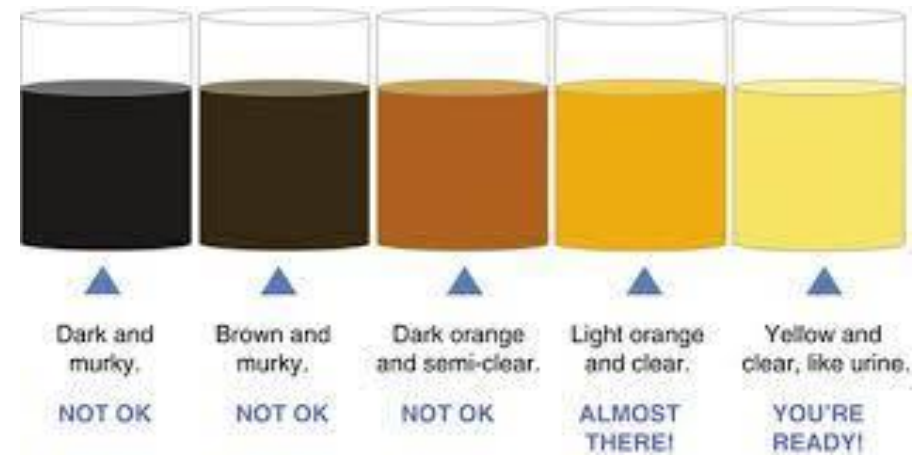 Dark and
murky.
NOT OK
Brown and
murky.
NOT OK
Dark orange
and semi-clear.
NOT OK
Light orange
and clear.
ALMOST
THERE!
Yellow and
clear, like urine.
YOU'RE
READY!